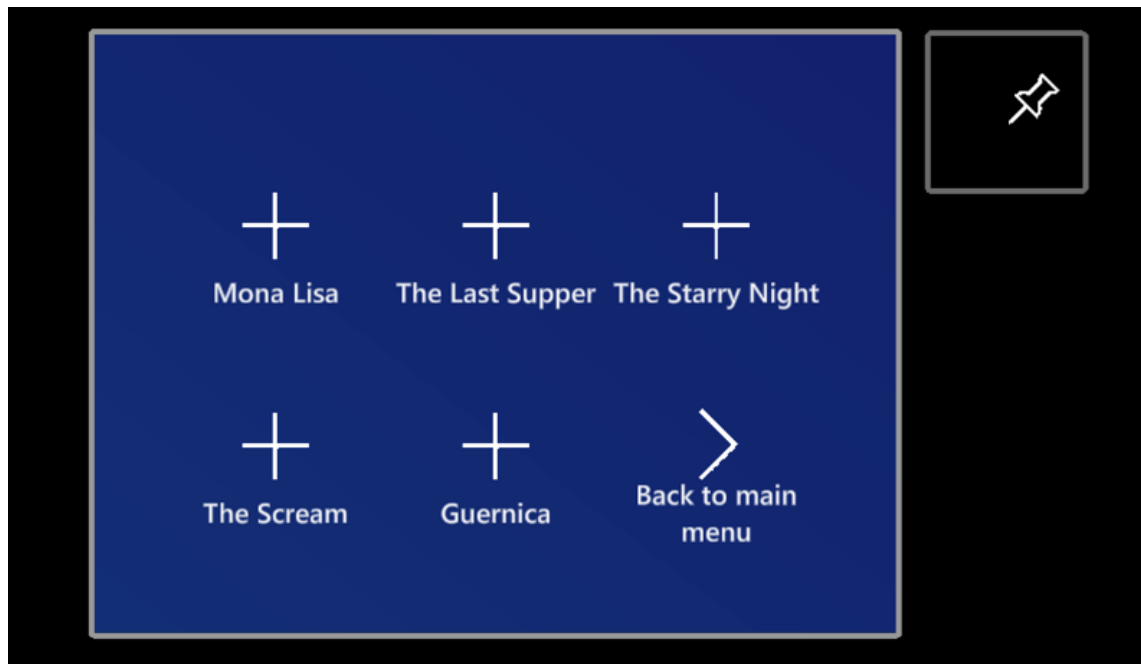 Mona Lisa
The Last Supper
The Starry Night
The Scream
Guernica
Back to main
menu